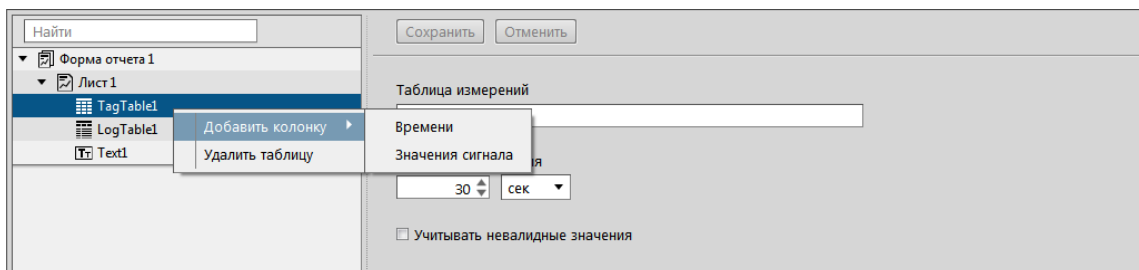 Найти
Сохранить Отменить
Форма отчета 1
Лист 1
Таблица измерений
TagTable1
LogTable1 Добавить колонку Времени
Text1 Удалить таблицу Значения сигнала
30 сек
Учитывать невалидные значения